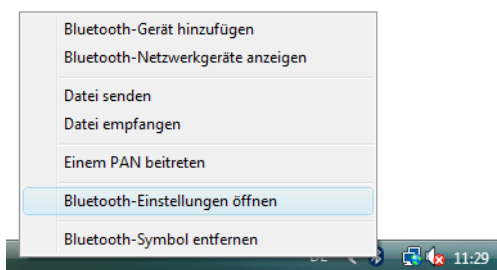 Bluetooth-Gerät hinzufügen
Bluetooth-Netzwerkgeräte anzeigen
Datei senden
Datei empfangen
Einem PAN beitreten
Bluetooth-Einstellungen öffnen
Bluetooth-Symbol entfernen
DE
11:29